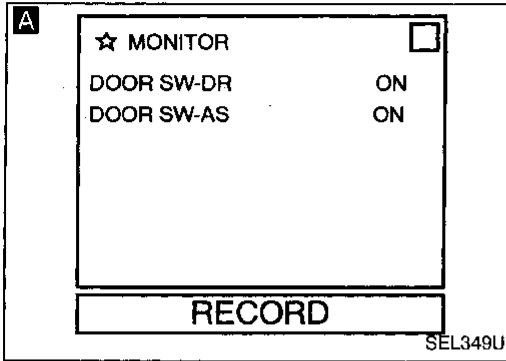 A
☆ MONITOR
DOOR SW-DR ON
DOOR SW-AS ON
RECORD
SEL349U